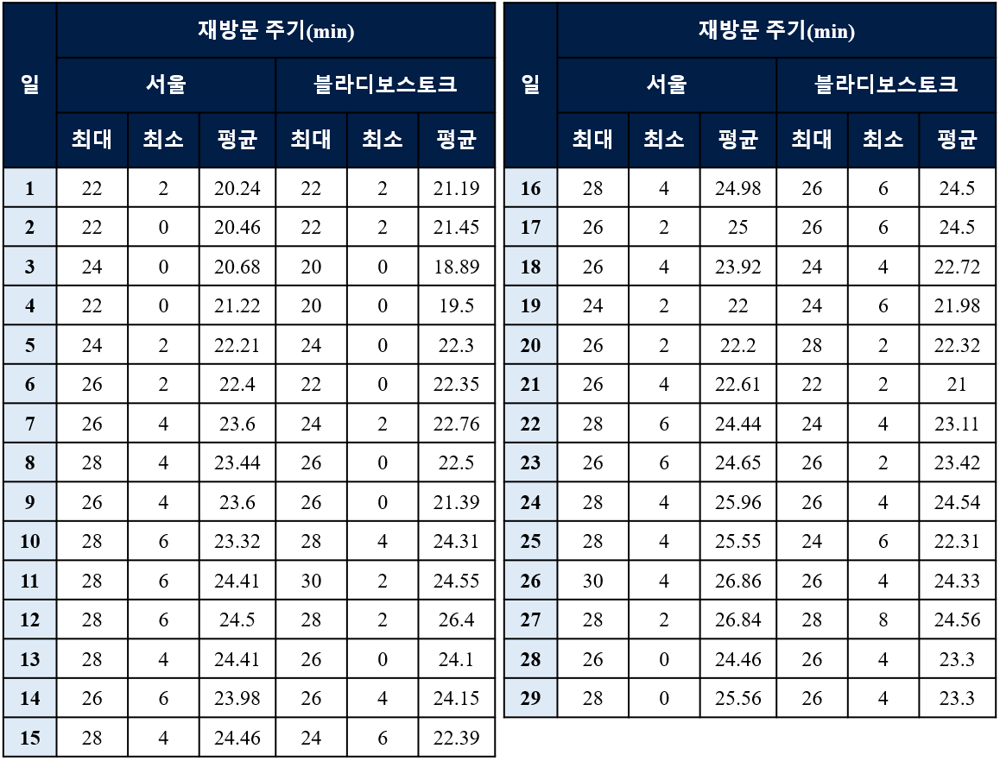 일 재방문 주기(min)
서울 블라디보스토크
최대 최소 평균 최대 최소 평균
1 22 2 20.24 22 2 21.19
2 22 0 20.46 22 2 21.45
3 24 0 20.68 20 0 18.89
4 22 0 21.22 20 0 19.5
5 24 2 22.21 24 0 22.3
6 26 2 22.4 22 0 22.35
7 26 4 23.6 24 2 22.76
8 28 4 23.44 26 0 22.5
9 26 4 23.6 26 0 21.39
10 28 6 23.32 28 4 24.31
11 28 6 24.41 30 2 24.55
12 28 6 24.5 28 2 26.4
13 28 4 24.41 26 0 24.1
14 26 6 23.98 26 4 24.15
15 28 4 24.46 24 6 22.39
일 재방문 주기(min)
서울 블라디보스토크
최대 최소 평균 최대 최소 평균
16 28 4 24.98 26 6 24.5
17 26 2 25 26 6 24.5
18 26 4 23.92 24 4 22.72
19 24 2 22 24 6 21.98
20 26 2 22.2 28 2 22.32
21 26 4 22.61 22 2 21
22 28 6 24.44 24 4 23.11
23 26 6 24.65 26 2 23.42
24 28 4 25.96 26 4 24.54
25 28 4 25.55 24 6 22.31
26 30 4 26.86 26 4 24.33
27 28 2 26.84 28 8 24.56
28 26 0 24.46 26 4 23.3
29 28 0 25.56 26 4 23.3